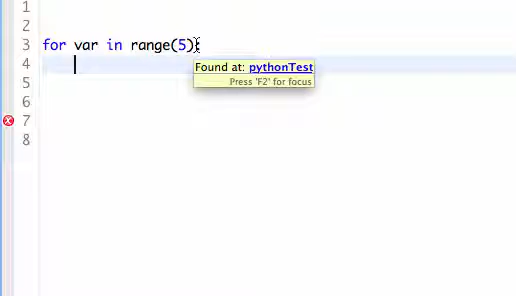 1
2
3 for var in range(5):
4 Found at: pythonTest
5 Press 'F2' for focus
6
7
8